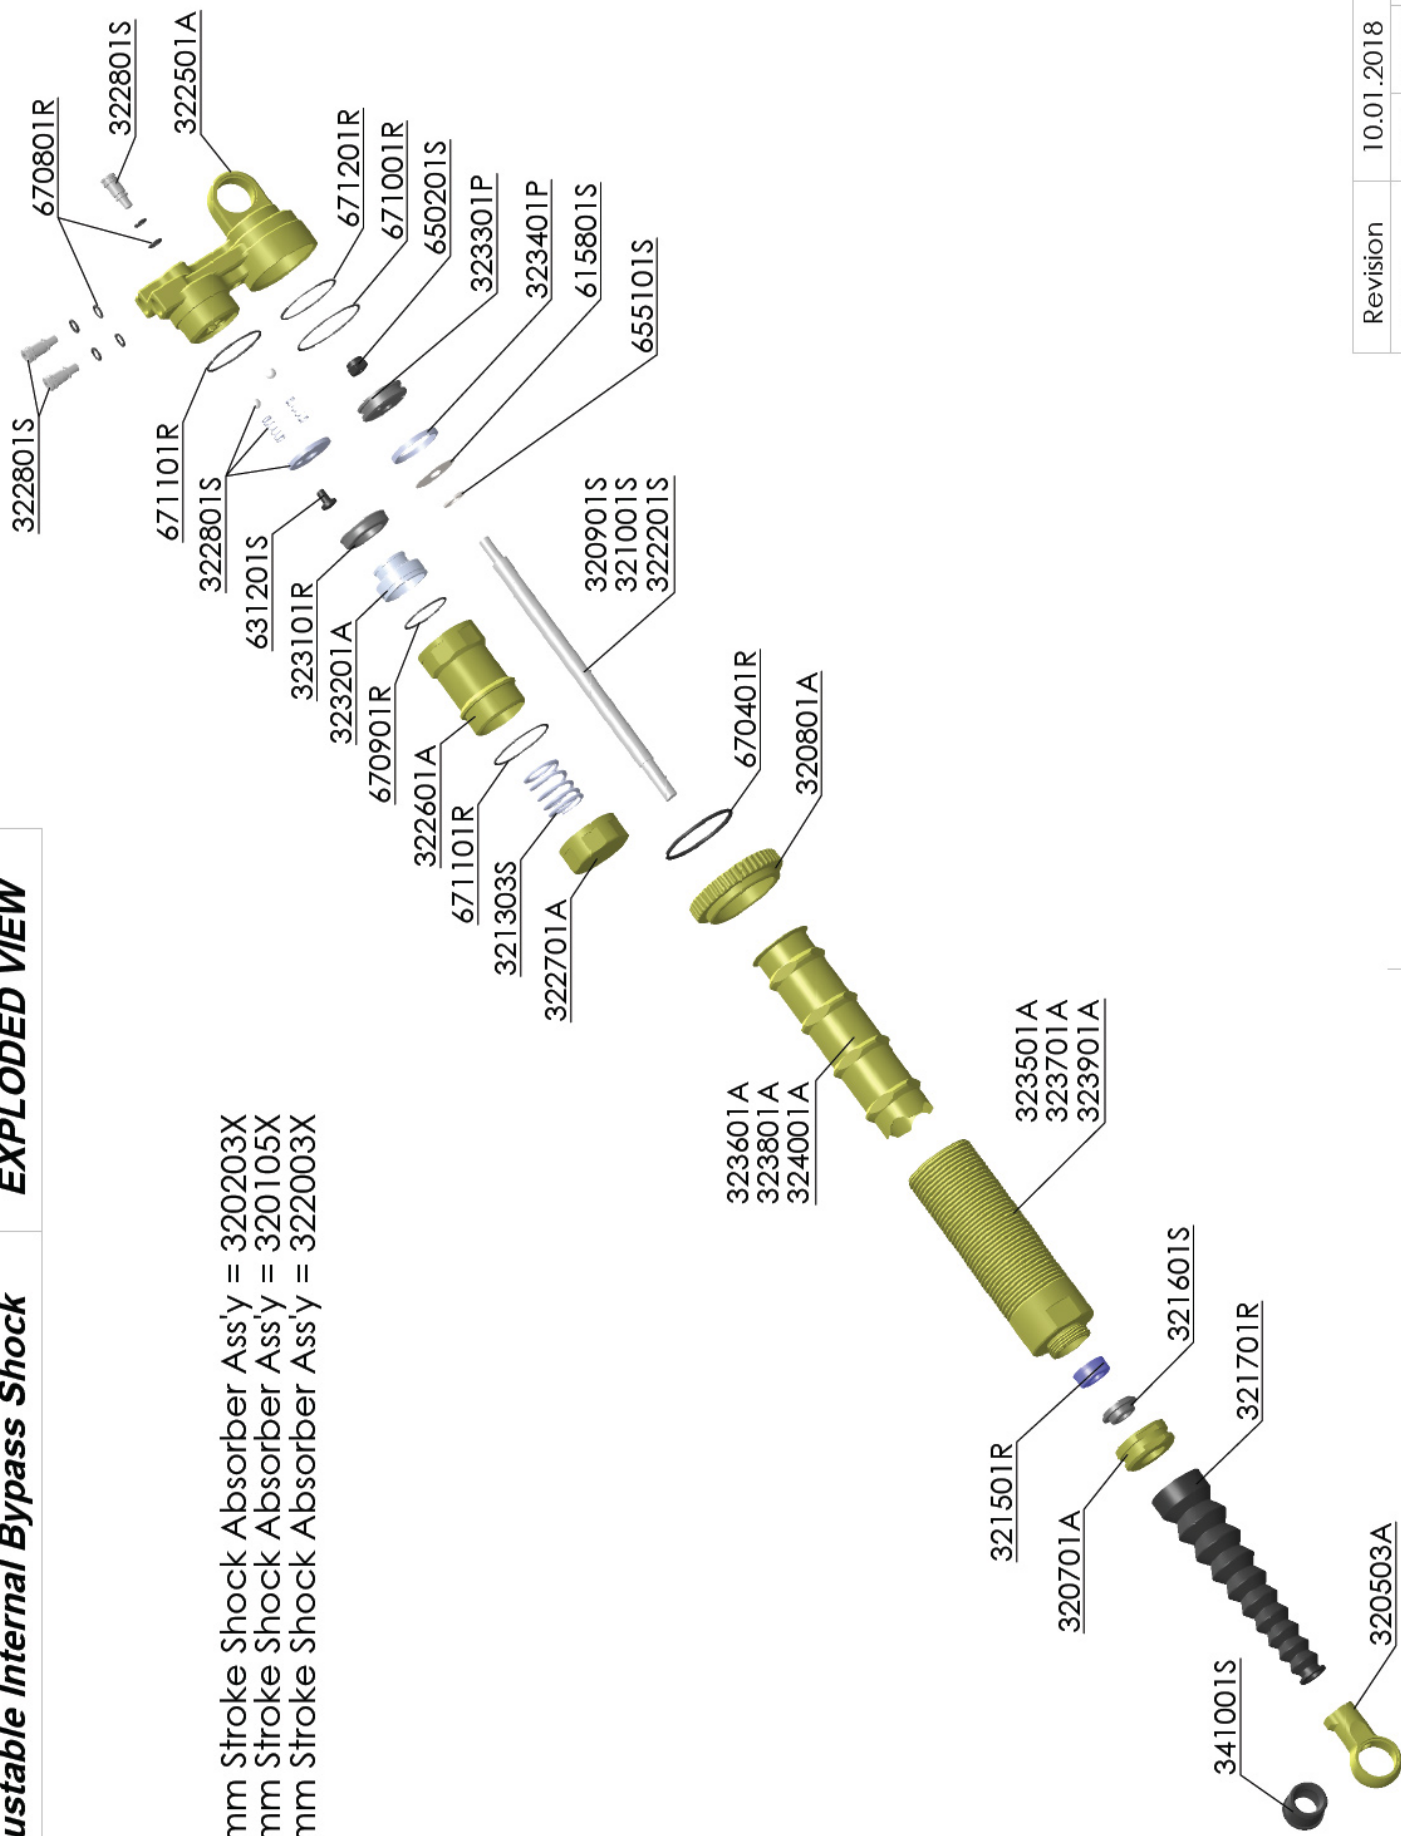 Internal Bypass Shock
EXPLODED VIEW
mm Stroke Shock Absorber Ass'y = 320203X
mm Stroke Shock Absorber Ass'y = 320105X
mm Stroke Shock Absorber Ass'y = 322003X
322801S
670801R
322801S
322501A
671101R
322801S
631201S
323101R
323201A
670901R
322601A
671101R
321303S
322701A
671201R
671001R
650201S
323301P
323401P
615801S
655101S
320901S
321001S
322201S
670401R
320801A
323601A
323801A
324001A
323501A
323701A
323901A
321501R
320701A
321601S
321701R
341001S
320503A
Revision
10.01.2018